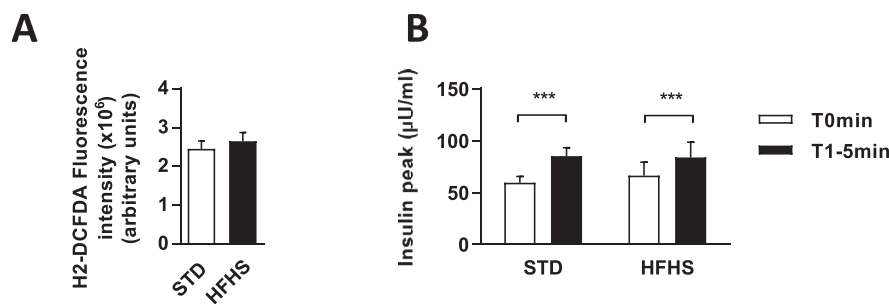 A
H2-DCFDA Fluorescence
intensity (x10⁶)
(arbitrary units)
4
3
2
1
0
STD
HFHS
B
Insulin peak (μU/ml)
150
100
50
0
***
***
STD
HFHS
T0min
T1-5min